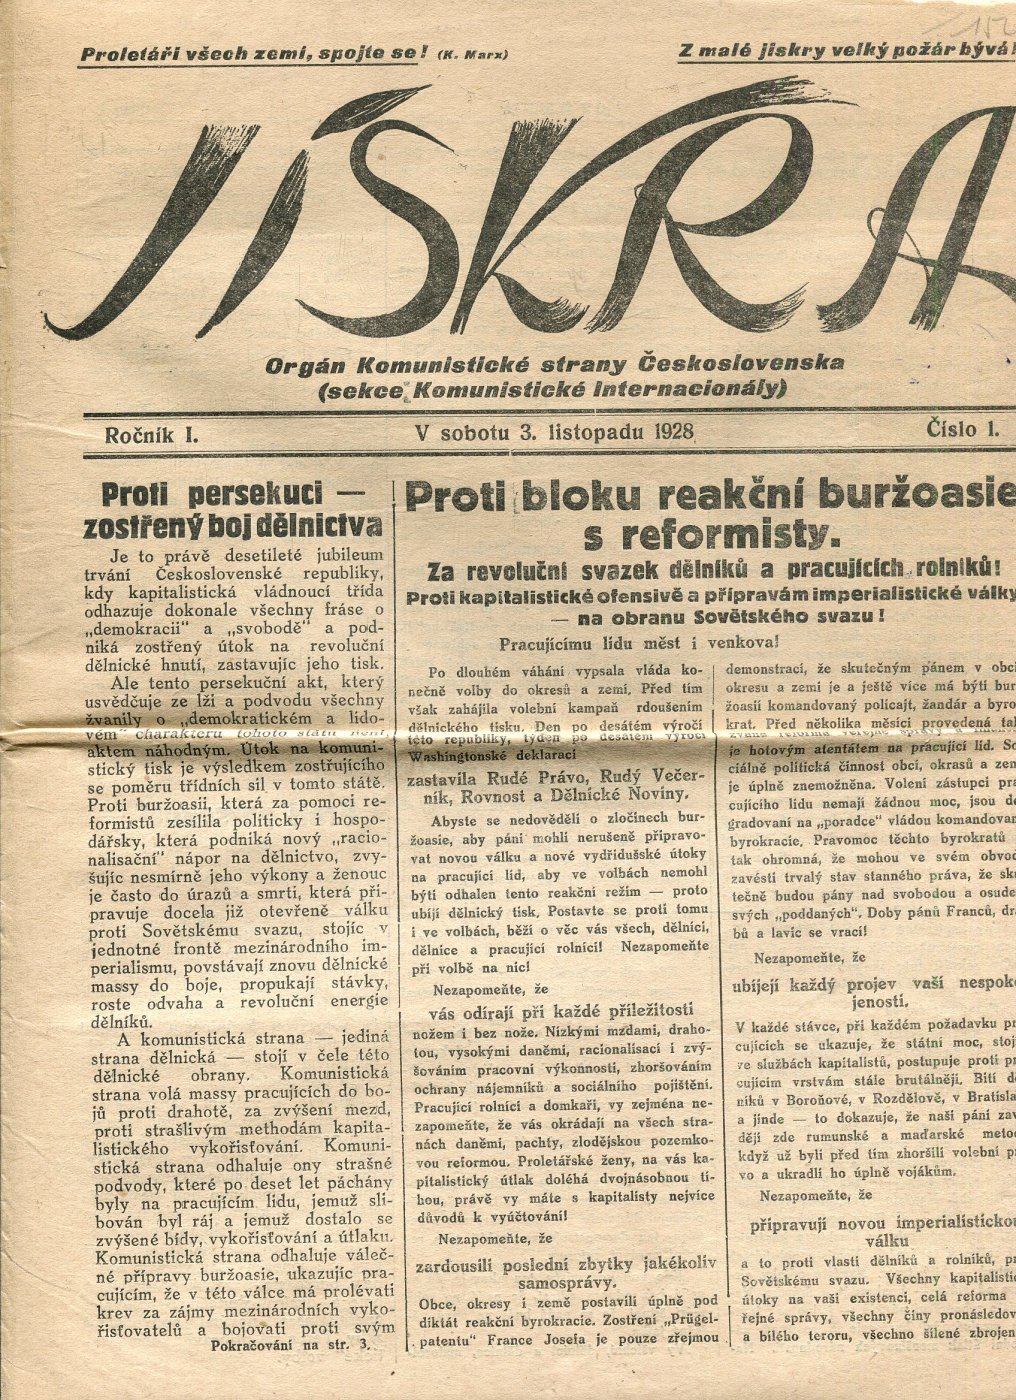 Proletáři všech zemí, spojte se! (K. Marx)
Z malé jiskry velký požár bývá!
JISKRA
Orgán Komunistické strany Československa
(sekce Komunistické Internacionály)
Ročník I.
V sobotu 3. listopadu 1928
Číslo 1.
Proti persekuci —
zostřený boj dělnictva
Je to právě desetileté jubileum
trvání Československé republiky,
kdy kapitalistická vládnoucí třída
odhazuje dokonale všechny fráse o
„demokracii" a „svobodě" a pod-
niká zostřený útok na revoluční
dělnické hnutí, zastavujíc jeho tisk.
Ale tento persekuční akt, který
usvědčuje ze lži a podvodu všechny
žvanily o „demokratickém a lido-
vém" charakteru tohoto státu není
aktem náhodným. Útok na komuni-
stický tisk je výsledkem zostřujícího
se poměru třídních sil v tomto státě.
Proti buržoasii, která za pomoci re-
formistů zesílila politicky i hospo-
dářsky, která podniká nový „racio-
nalisační" nápor na dělnictvo, zvy-
šujíc nesmírně jeho výkony a ženouc
je často do úrazů a smrti, která při-
pravuje docela již otevřeně válku
proti Sovětskému svazu, stojíc v
jednotné frontě mezinárodního im-
perialismu, povstávají znovu dělnické
massy do boje, propukají stávky,
roste odvaha a revoluční energie
dělníků.
A komunistická strana — jediná
strana dělnická — stojí v čele této
dělnické obrany. Komunistická
strana volá massy pracujících do bo-
jů proti drahotě, za zvýšení mezd,
proti strašlivým methodám kapita-
listického vykořisťování. Komuni-
stická strana odhaluje ony strašné
podvody, které po deset let páchány
byly na pracujícím lidu, jemuž sli-
bován byl ráj a jemuž dostalo se
zvýšené bídy, vykořisťování a útlaku.
Komunistická strana odhaluje váleč-
né přípravy buržoasie, ukazujíc pra-
cujícím, že v této válce má prolévati
krev za zájmy mezinárodních vyko-
řisťovatelů a bojovati proti svým
Pokračování na str. 3.
Proti bloku reakční buržoasie
s reformisty.
Za revoluční svazek dělníků a pracujících rolníků!
Proti kapitalistické ofensivě a přípravám imperialistické války
— na obranu Sovětského svazu!
Pracujícímu lidu měst i venkova!
Po dlouhém váhání vypsala vláda ko-
nečně volby do okresů a zemí. Před tím
však zahájila volební kampaň rdoušením
dělnického tisku. Den po desátém výročí
této republiky, týden po desátém výročí
Washingtonské deklarací
zastavila Rudé Právo, Rudý Večer-
ník, Rovnost a Dělnické Noviny.
Abyste se nedověděli o zločinech bur-
žoasie, aby páni mohli nerušeně připravo-
vat novou válku a nové vydřidušské útoky
na pracující lid, aby ve volbách nemohl
býti odhalen tento reakční režim — proto
ubíjí dělnický tisk. Postavte se proti tomu
i ve volbách, běží o věc vás všech, dělníci,
dělnice a pracující rolníci! Nezapomeňte
při volbě na nic!
Nezapomeňte, že
vás odírají při každé příležitosti
nožem i bez nože. Nízkými mzdami, draho-
tou, vysokými daněmi, racionalisací i zvy-
šováním pracovní výkonnosti, zhoršováním
ochrany nájemníků a sociálního pojištění.
Pracující rolníci a domkaři, vy zejména ne-
zapomeňte, že vás okrádají na všech stra-
nách daněmi, pachty, zlodějskou pozemko-
vou reformou. Proletářské ženy, na vás ka-
pitalistický útlak doléhá dvojnásobnou tí-
hou, právě vy máte s kapitalisty nejvíce
důvodů k vyúčtování!
Nezapomeňte, že
zardousili poslední zbytky jakékoliv
samosprávy.
Obce, okresy i země postavili úplně pod
diktát reakční byrokracie. Zostření „Prügel-
patentu" France Josefa je pouze zřejmou
demonstrací, že skutečným pánem v obci
okresu a zemi je a ještě více má býti bur-
žoasií komandovaný policajt, žandár a byro-
krat. Před několika měsíci provedená tak
zvaná reforma veřejné správy
je hotovým atentátem na pracující lid. So-
ciálně politická činnost obcí, okrasů a zem
je úplně znemožněna. Volení zástupci pra-
cujícího lidu nemají žádnou moc, jsou de-
gradovaní na „poradce" vládou komandovan
byrokracie. Pravomoc těchto byrokratů
tak ohromná, že mohou ve svém obvod
zavésti trvalý stav stanného práva, že sku-
tečně budou pány nad svobodou a osude
svých „poddaných". Doby pánů Franců, drá-
bů a lavic se vrací!
Nezapomeňte, že
ubíjejí každý projev vaší nespoko-
jenosti.
V každé stávce, při každém požadavku pra-
cujících se ukazuje, že státní moc, stojí
ve službách kapitalistů, postupuje proti pra-
cujícím vrstvám stále brutálněji. Bití děl-
níků v Boroňové, v Rozdělově, v Bratislav
a jinde — to dokazuje, že naši páni zavá-
dějí zde rumunské a maďarské metod
když už byli před tím zhoršili volební prá-
vo a ukradli ho úplně vojákům.
Nezapomeňte, že
připravují novou imperialistickou
válku
a to proti vlasti dělníků a rolníků, pr
Sovětskému svazu. Všechny kapitalistic
útoky na vaši existenci, celá reforma
řejné správy, všechny činy pronásledov
a bílého teroru, všechno šílené zbrojen